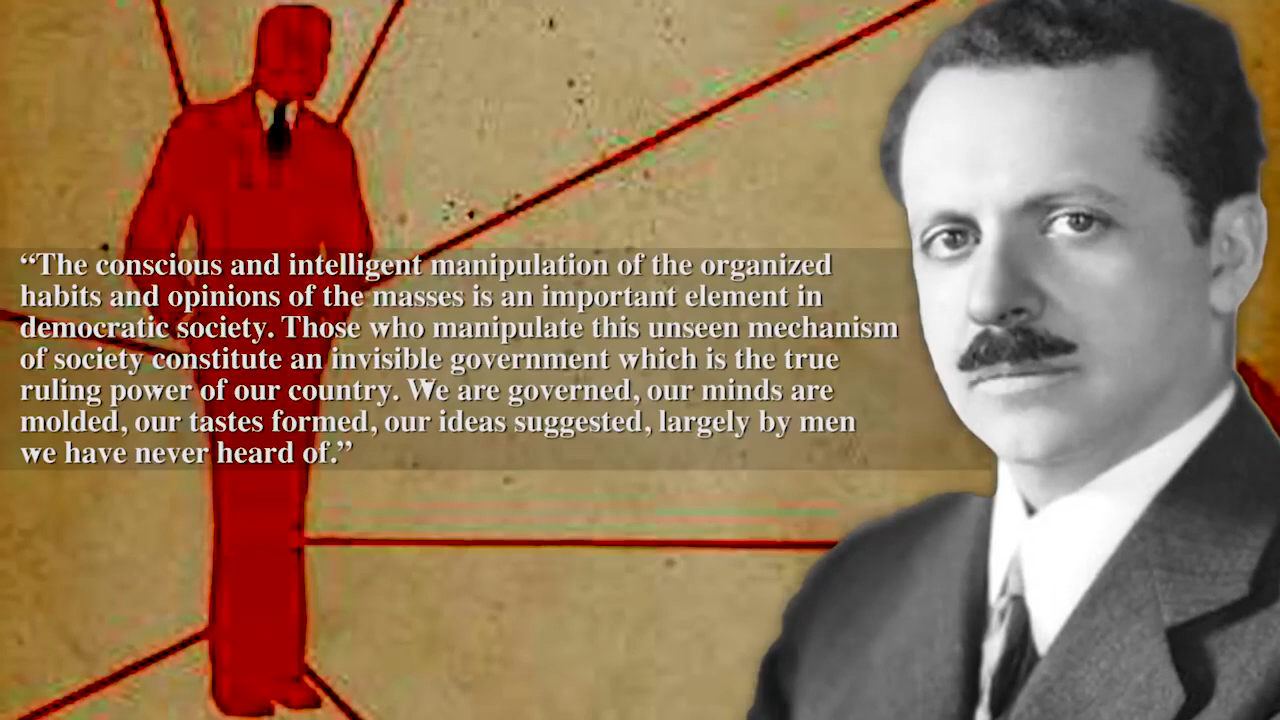 “The conscious and intelligent manipulation of the organized
habits and opinions of the masses is an important element in
democratic society. Those who manipulate this unseen mechanism
of society constitute an invisible government which is the true
ruling power of our country. We are governed, our minds are
molded, our tastes formed, our ideas suggested, largely by men
we have never heard of.”